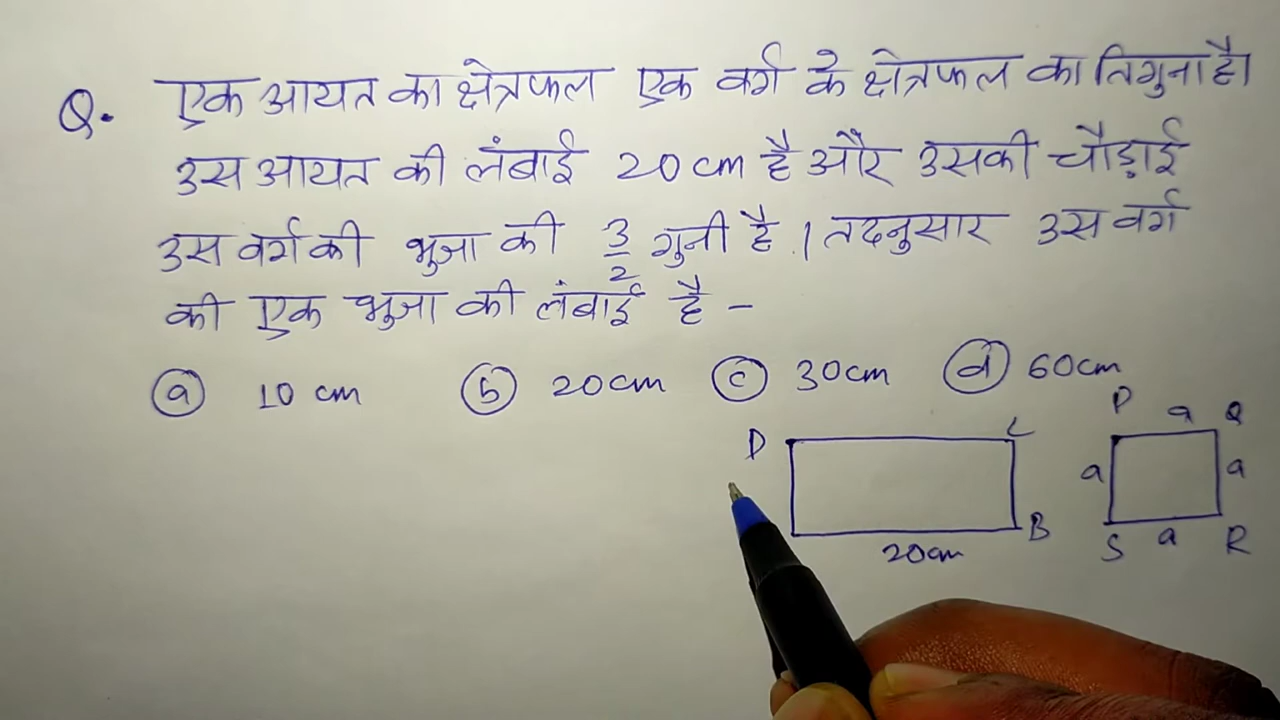 Q. एक आयत का क्षेत्रफल एक वर्ग के क्षेत्रफल का तिगुना है।
उस आयत की लंबाई 20 cm है और उसकी चौड़ाई
उस वर्ग की भुजा की 3/2 गुनी है । तदनुसार उस वर्ग
की एक भुजा की लंबाई है -
(a) 10 cm (b) 20cm (c) 30cm (d) 60cm
P a Q
D C
a a
B
S a R
20cm